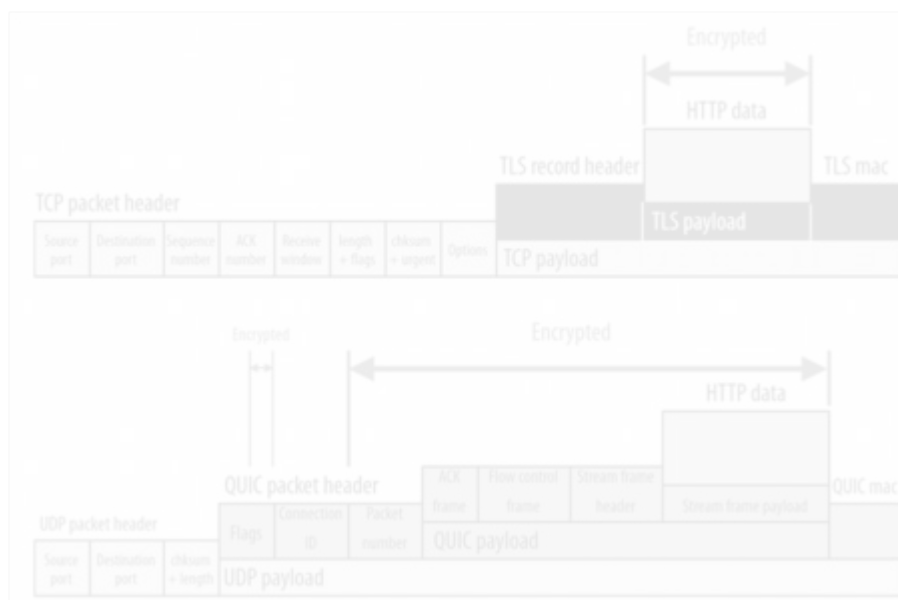 Encrypted
HTTP data
TLS record header
TLS mac
TCP packet header
TLS payload
Source port
Destination port
Sequence number
ACK number
Receive window
length + flags
chksum + urgent
Options
TCP payload
Encrypted
Encrypted
HTTP data
QUIC packet header
ACK frame
Flow control frame
Stream frame header
Stream frame payload
QUIC mac
UDP packet header
Flags
Connection ID
Packet number
QUIC payload
Source port
Destination port
chksum + length
UDP payload